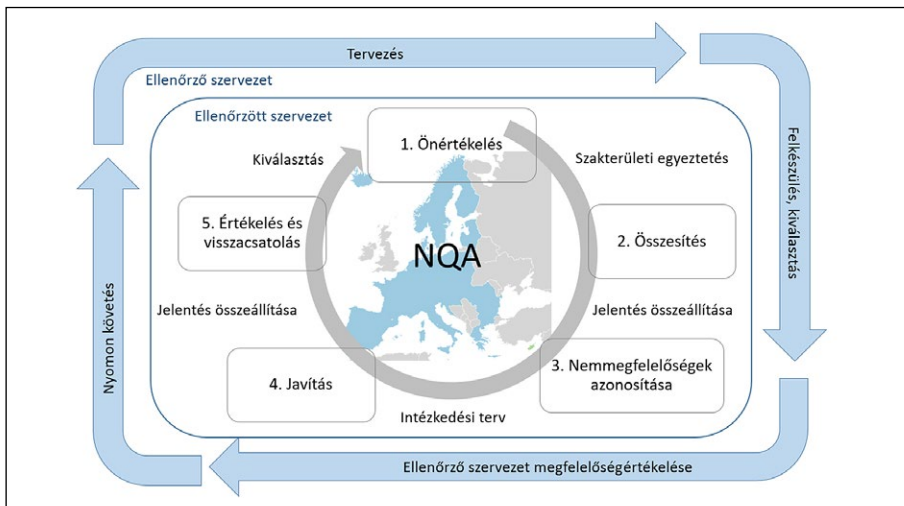 Tervezés
Ellenőrző szervezet
Ellenőrzött szervezet
1. Önértékelés
Kiválasztás
Szakterületi egyeztetés
Felkészülés, kiválasztás
5. Értékelés és
visszacsatolás
NQA
2. Összesítés
Nyomon követés
Jelentés összeállítása
Jelentés összeállítása
4. Javítás
3. Nemmegfelelőségek
azonosítása
Intézkedési terv
Ellenőrző szervezet megfelelőségértékelése